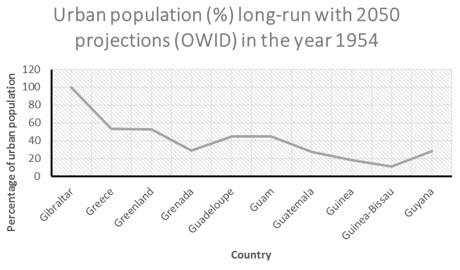 Urban population (%) long-run with 2050
projections (OWID) in the year 1954
Percentage of urban population
120
100
80
60
40
20
0
Gibraltar
Greece
Greenland
Grenada
Guadeloupe
Guam
Guatemala
Guinea
Guinea-Bissau
Guyana
Country